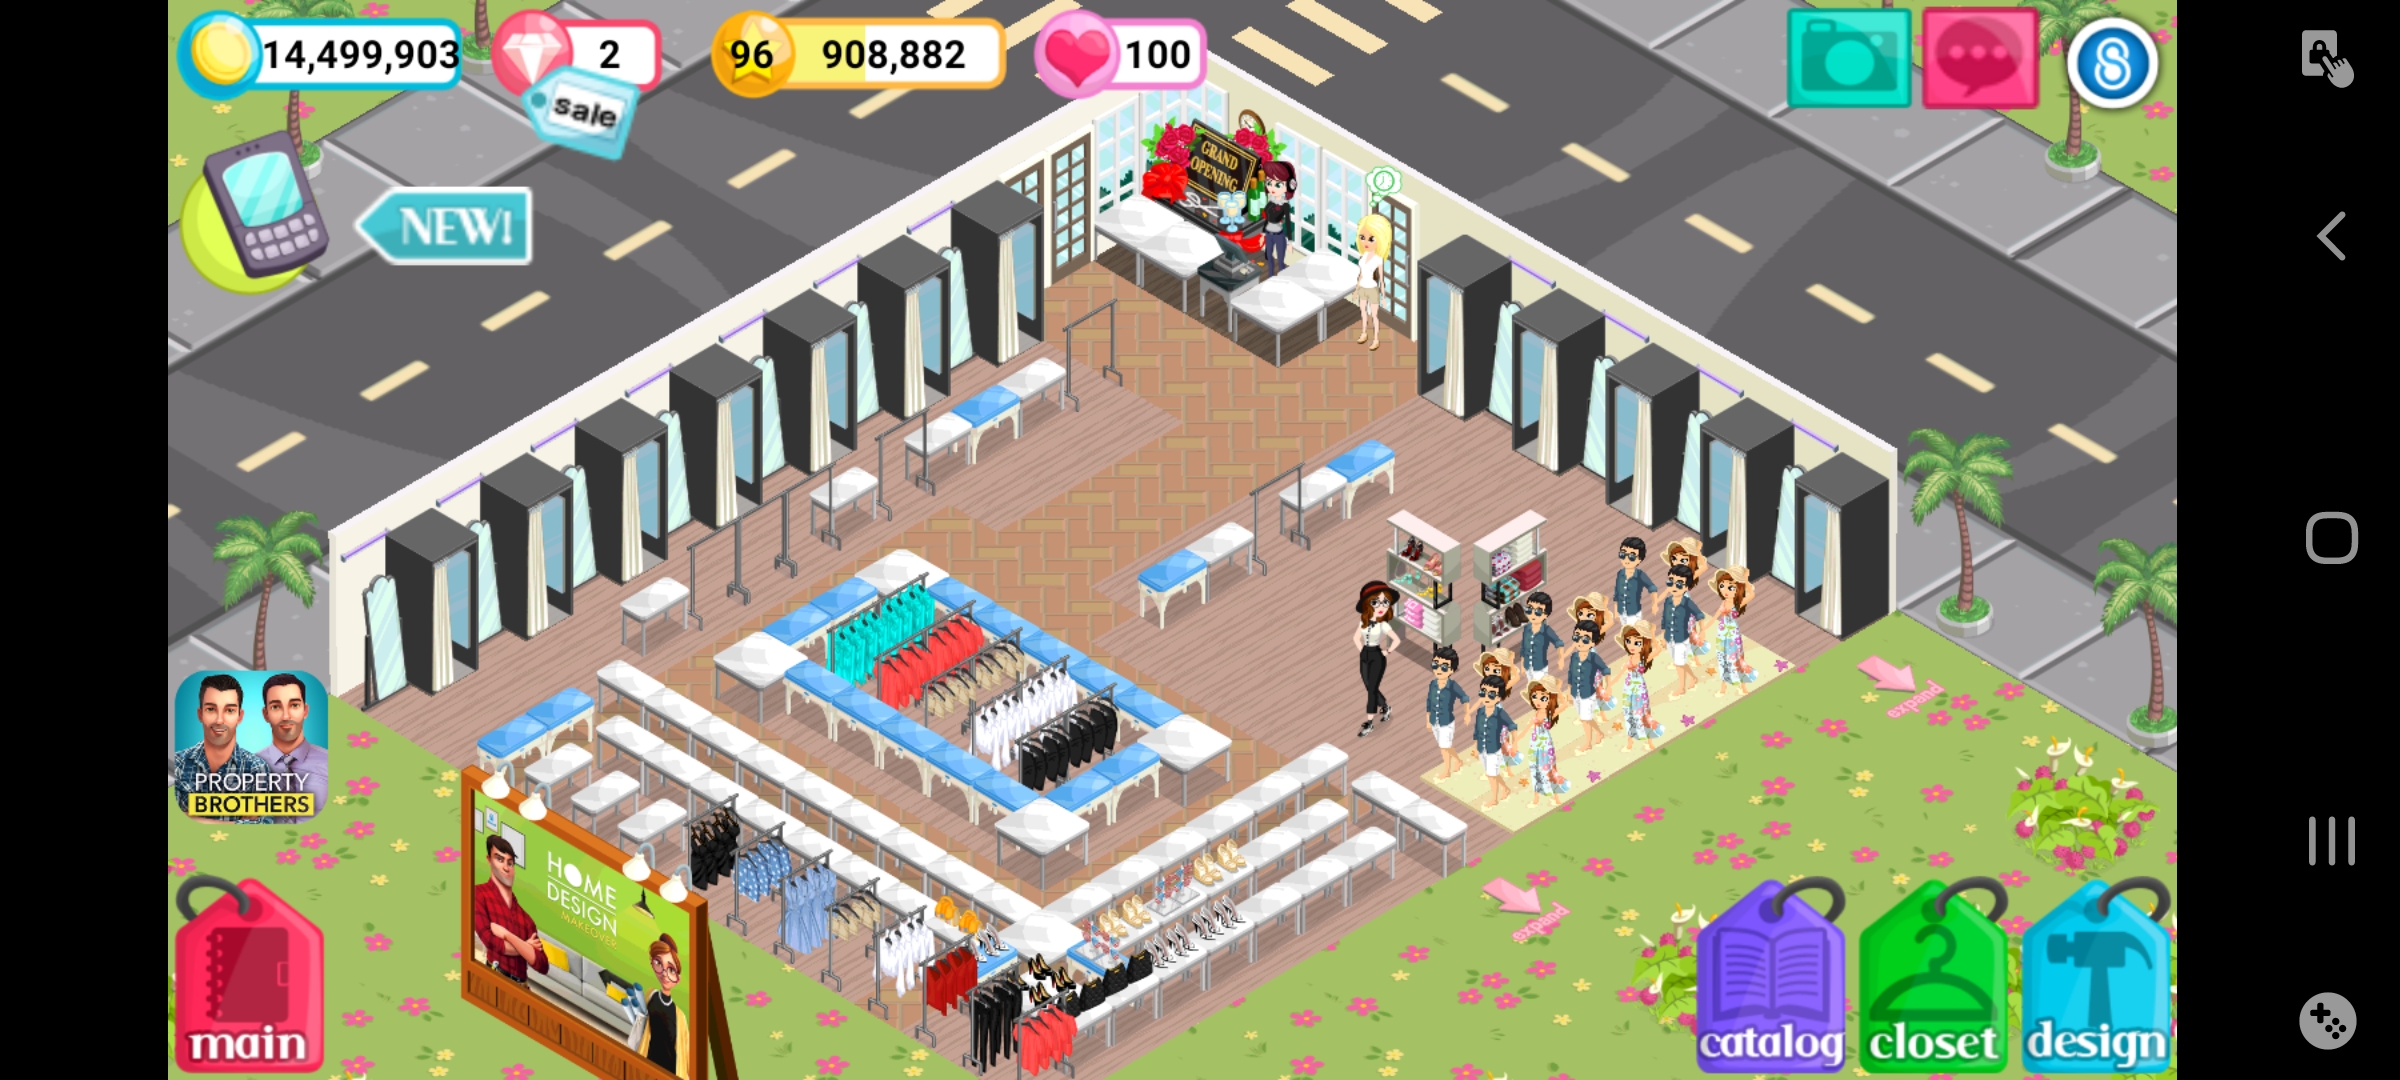 14,499,903
2
96
908,882
100
sale
NEW!
GRAND
OPENING
PROPERTY
BROTHERS
HOME
DESIGN
MAKEOVER
expand
expand
main
catalog
closet
design